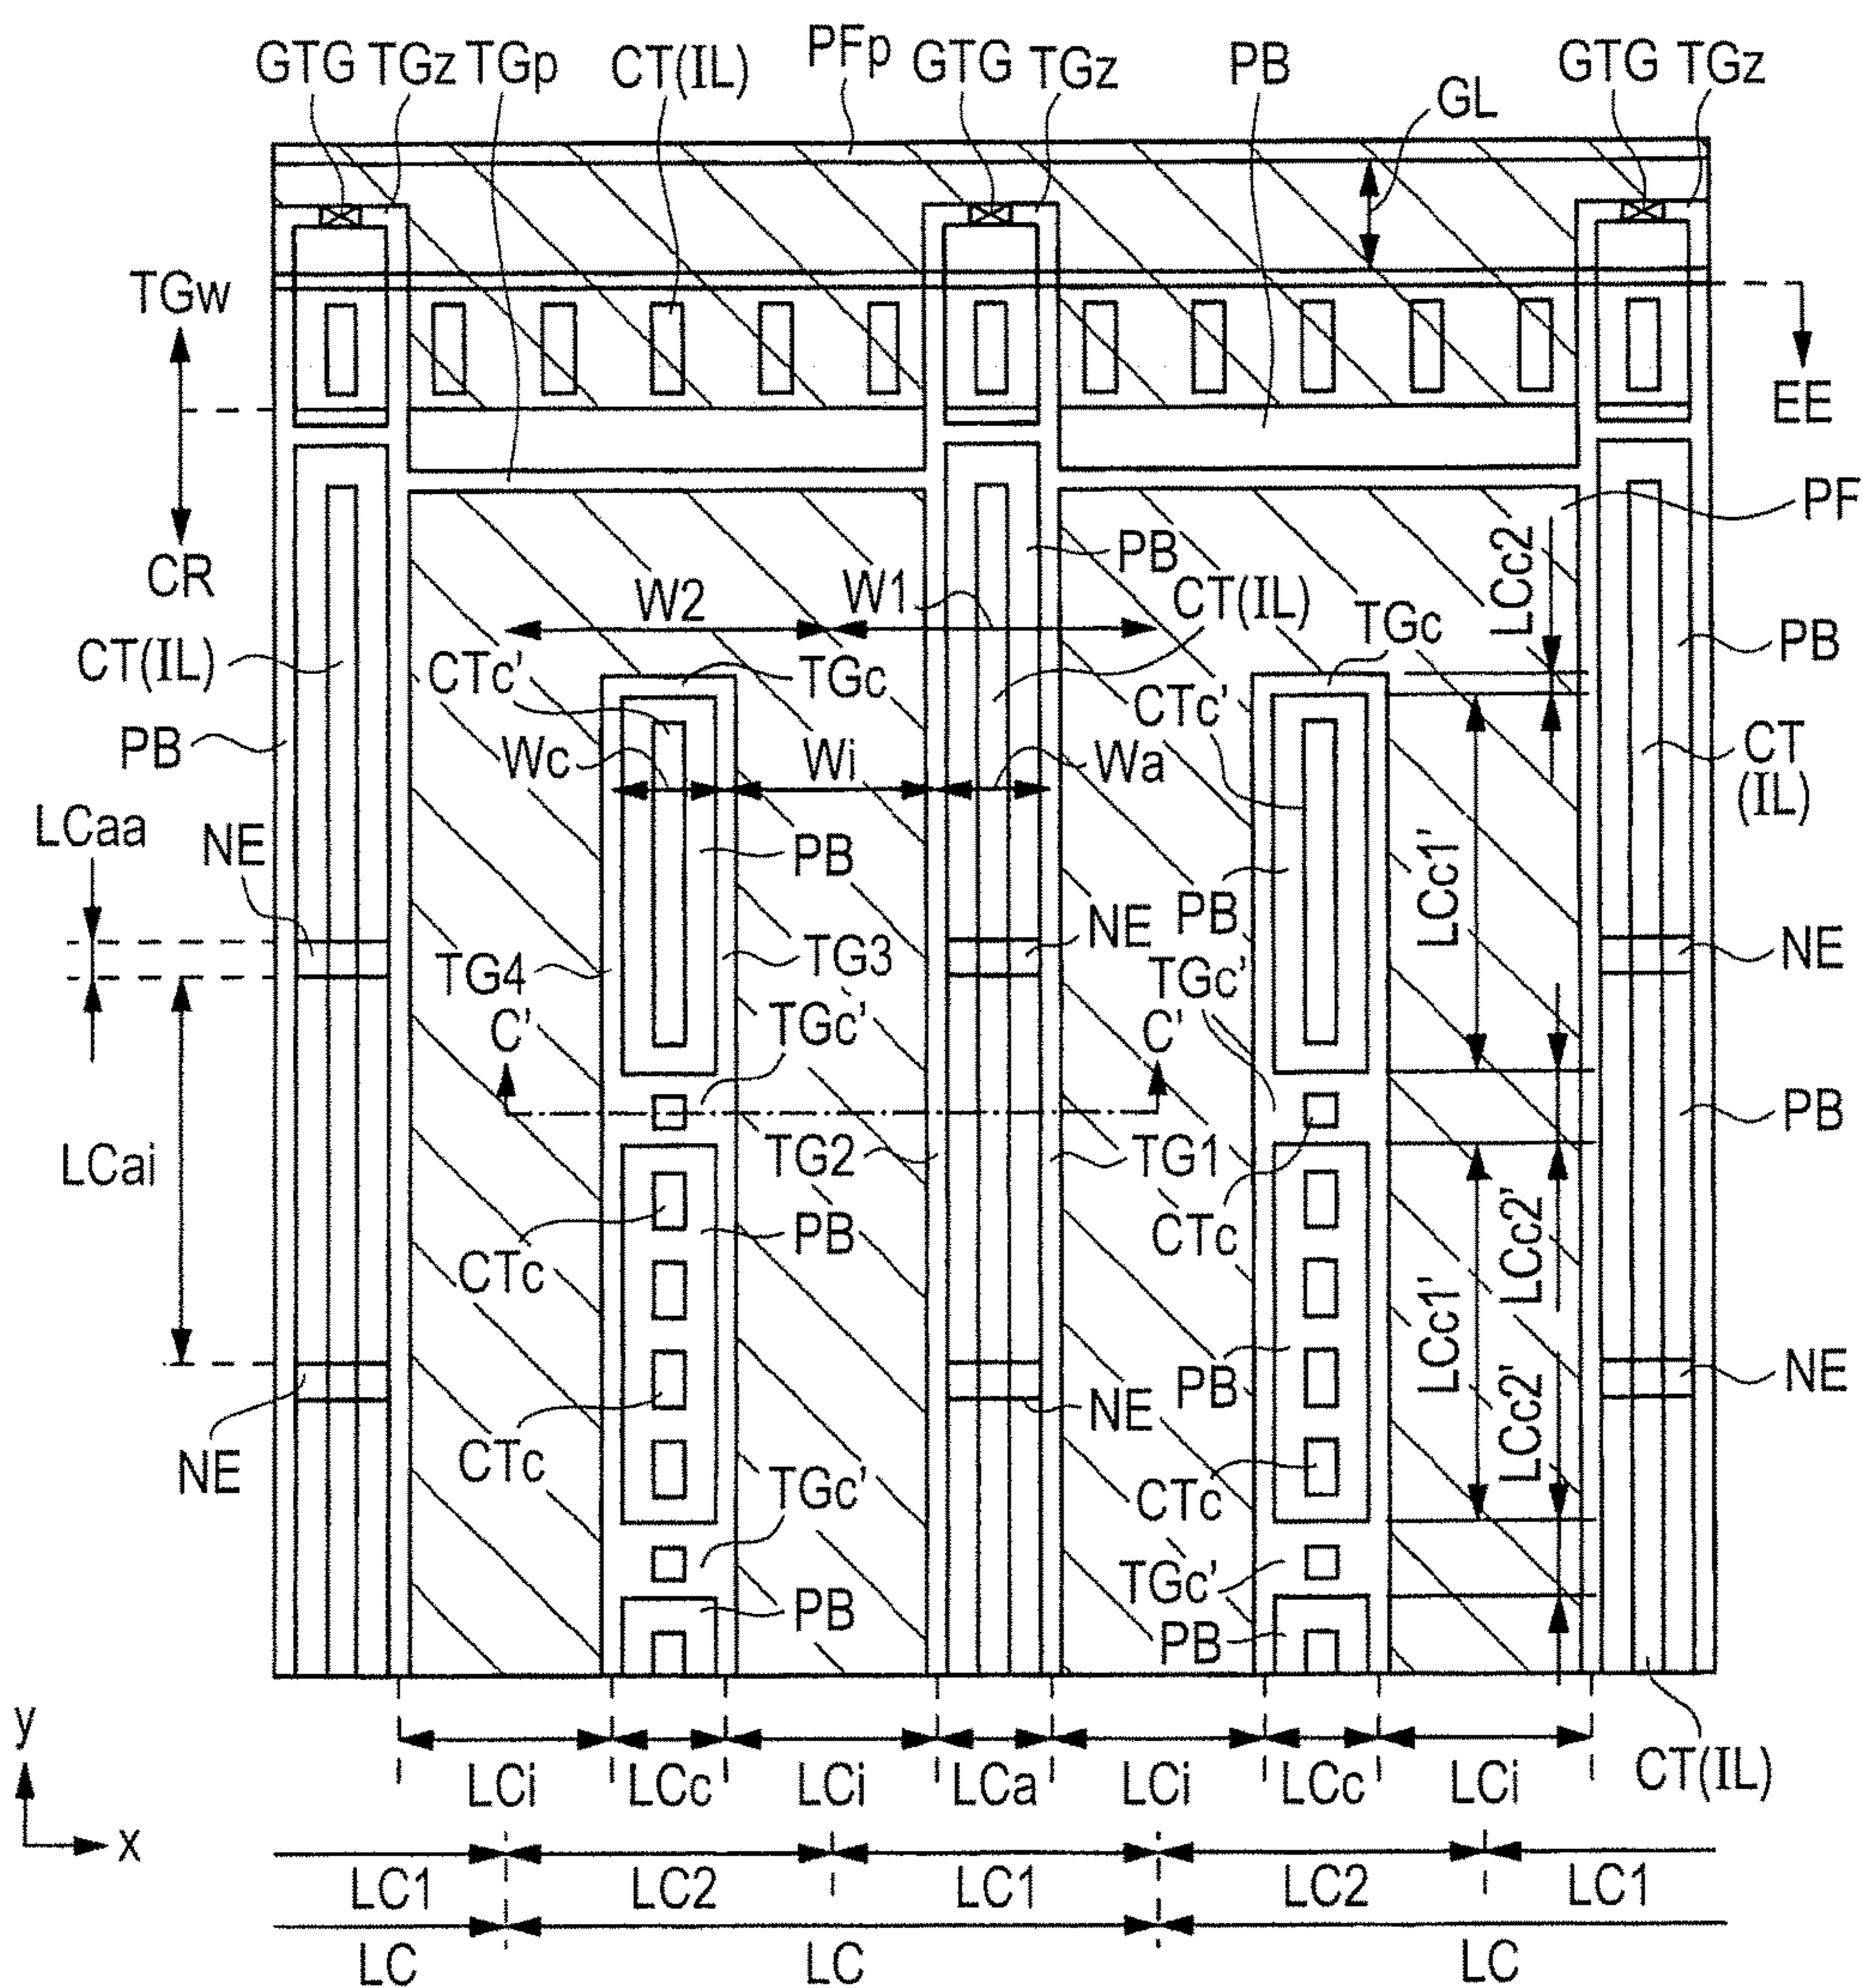 GTG TGz TGp CT(IL) PFp GTG TGz PB GL GTG TGz
TGw
EE
CR
PF
PB
LCc2
W2 W1 CT(IL)
TGc
PB
CT(IL)
CTc' TGc
CTc'
PB
Wc Wi Wa
CT
(IL)
LCaa NE
PB
LCc1'
PB
NE
NE
TG4 TG3
TGc'
C' TGc' C'
PB
LCai
TG2 TG1
CTc
PB
LCc2'
CTc
LCc1'
PB
NE
NE
LCc2'
NE
CTc
TGc'
CTc
TGc'
PB
PB
y
x
LCi LCc LCi LCa LCi LCc LCi
CT(IL)
LC1 LC2 LC1 LC2 LC1
LC LC LC